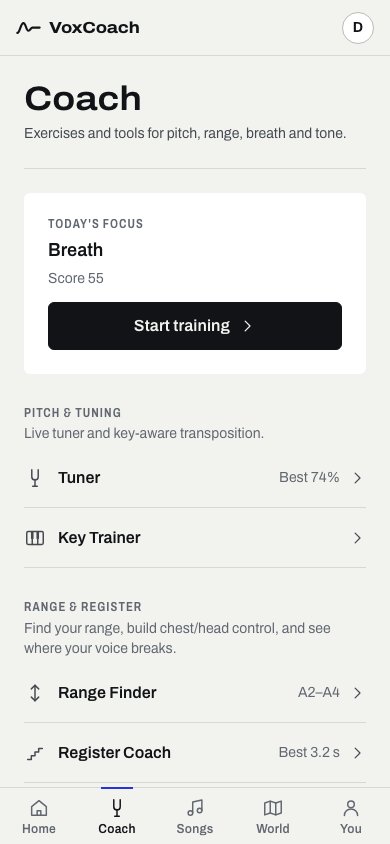 VoxCoach
D
Coach
Exercises and tools for pitch, range, breath and tone.
TODAY'S FOCUS
Breath
Score 55
Start training
PITCH & TUNING
Live tuner and key-aware transposition.
Tuner Best 74%
Key Trainer
RANGE & REGISTER
Find your range, build chest/head control, and see
where your voice breaks.
Range Finder A2–A4
Register Coach Best 3.2 s
Home Coach Songs World You